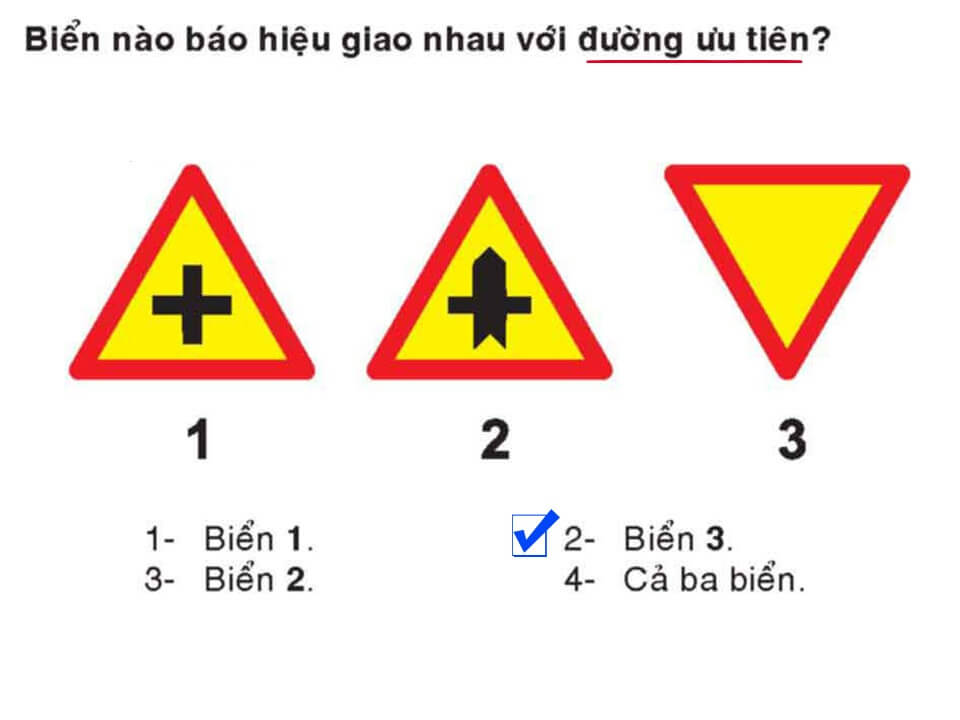 Biển nào báo hiệu giao nhau với đường ưu tiên?
1 2 3
1- Biển 1. 2- Biển 3.
3- Biển 2. 4- Cả ba biển.